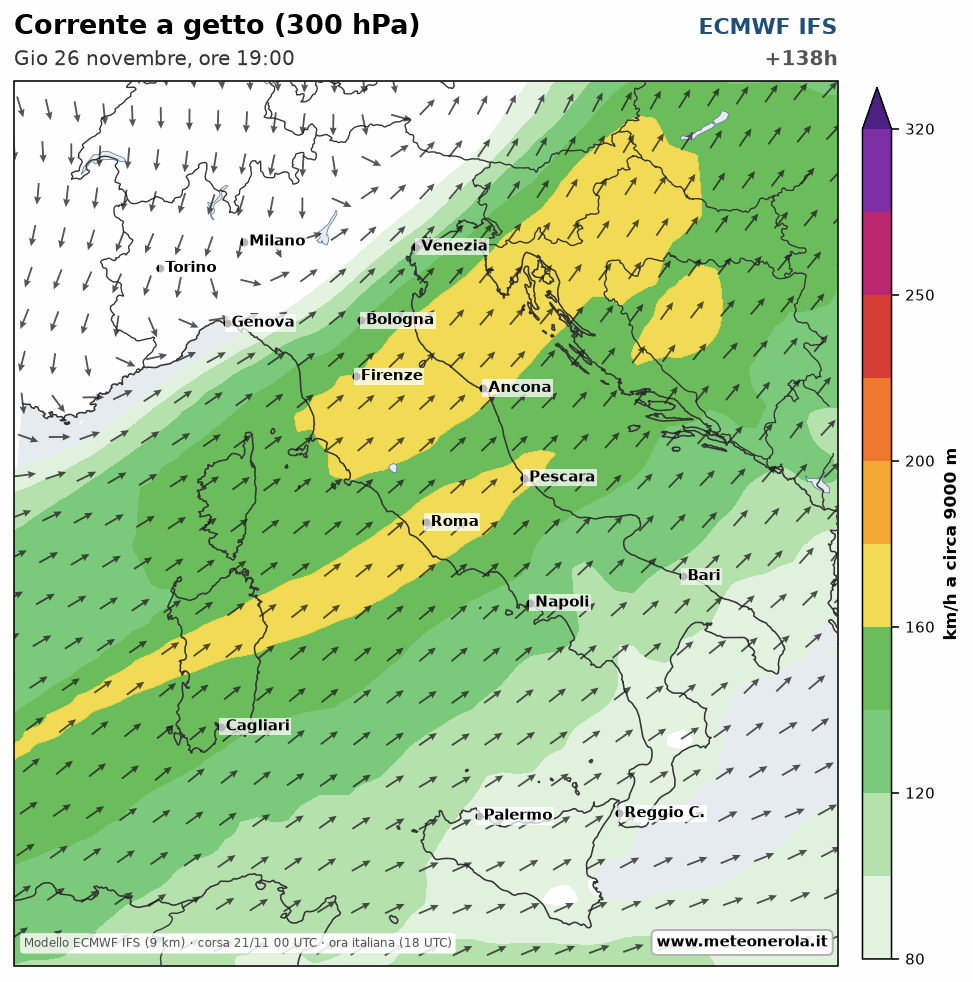 Corrente a getto (300 hPa)
ECMWF IFS
Gio 26 novembre, ore 19:00
+138h
320
250
200
160
120
80
km/h a circa 9000 m
Milano
Venezia
Torino
Genova
Bologna
Firenze
Ancona
Pescara
Roma
Bari
Napoli
Cagliari
Palermo
Reggio C.
Modello ECMWF IFS (9 km) · corsa 21/11 00 UTC · ora italiana (18 UTC)
www.meteonerola.it